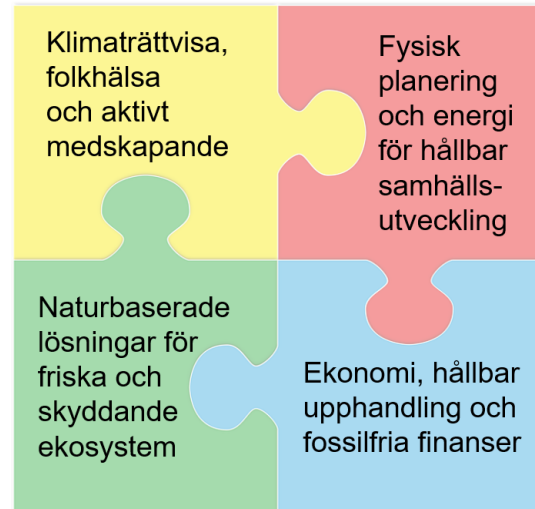 Klimaträttvisa,
folkhälsa
och aktivt
medskapande
Fysisk
planering
och energi
för hållbar
samhälls-
utveckling
Naturbaserade
lösningar för
friska och
skyddande
ekosystem
Ekonomi, hållbar
upphandling och
fossilfria finanser